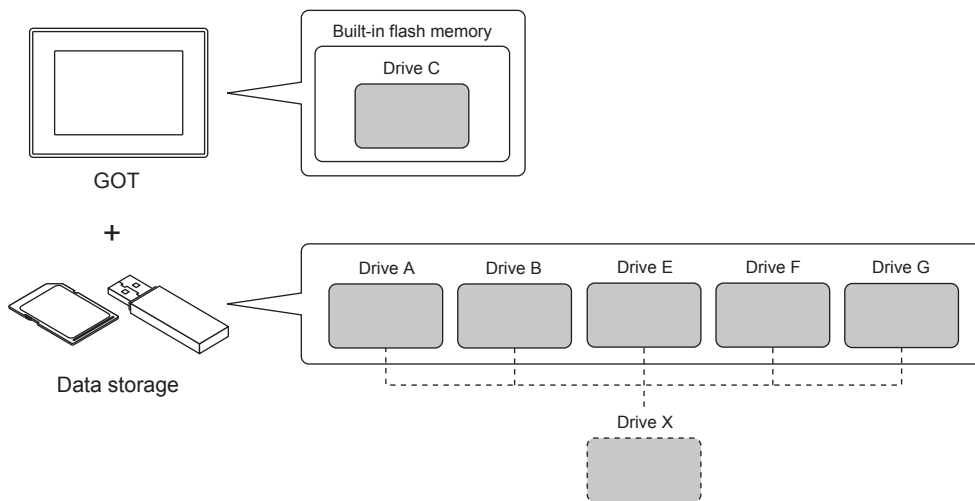 Built-in flash memory
Drive C
GOT
+
Drive A Drive B Drive E Drive F Drive G
Data storage
Drive X